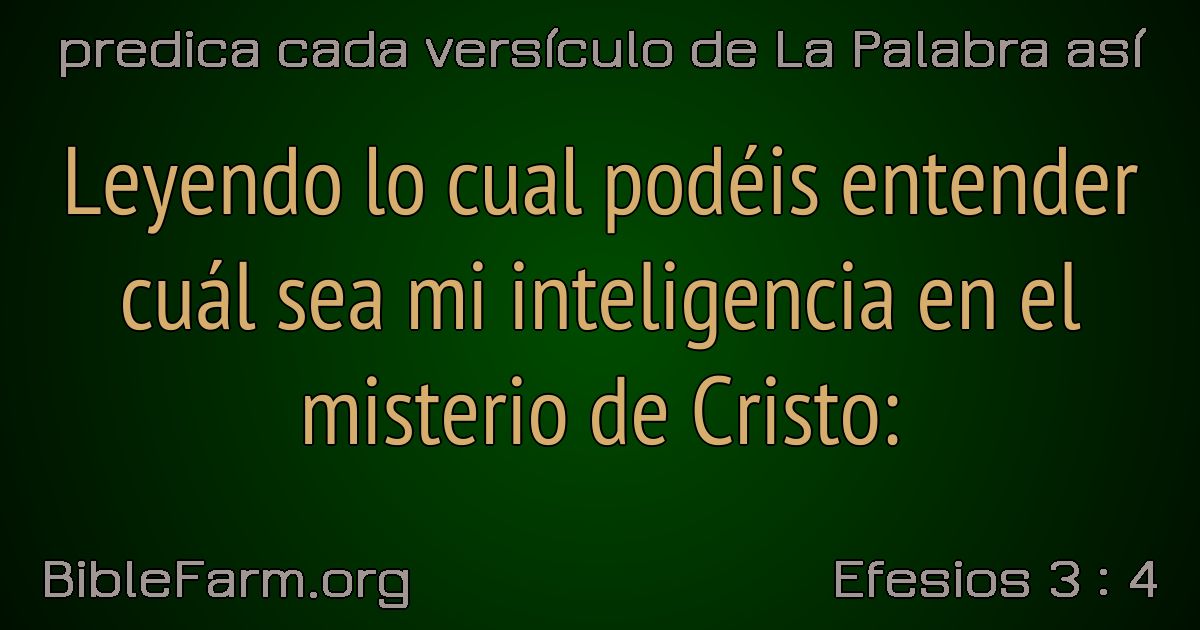 predica cada versículo de La Palabra así
Leyendo lo cual podéis entender
cuál sea mi inteligencia en el
misterio de Cristo:
BibleFarm.org
Efesios 3 : 4